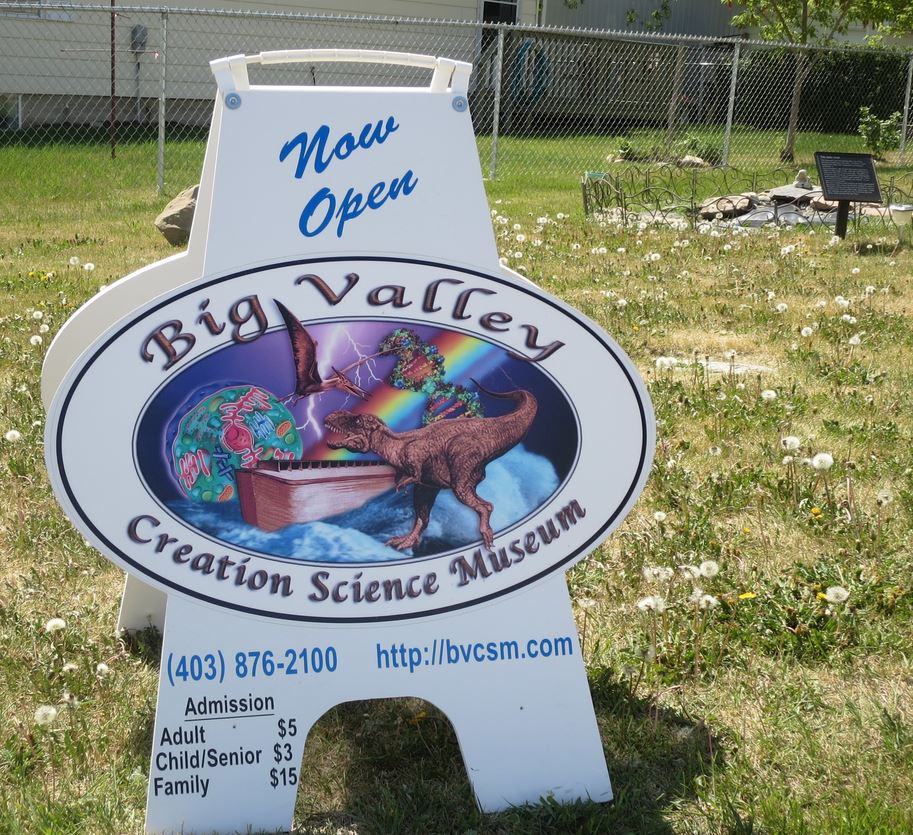 Now
Open
Big Valley
Creation Science Museum
(403) 876-2100 http://bvcsm.com
Admission
Adult $5
Child/Senior $3
Family $15